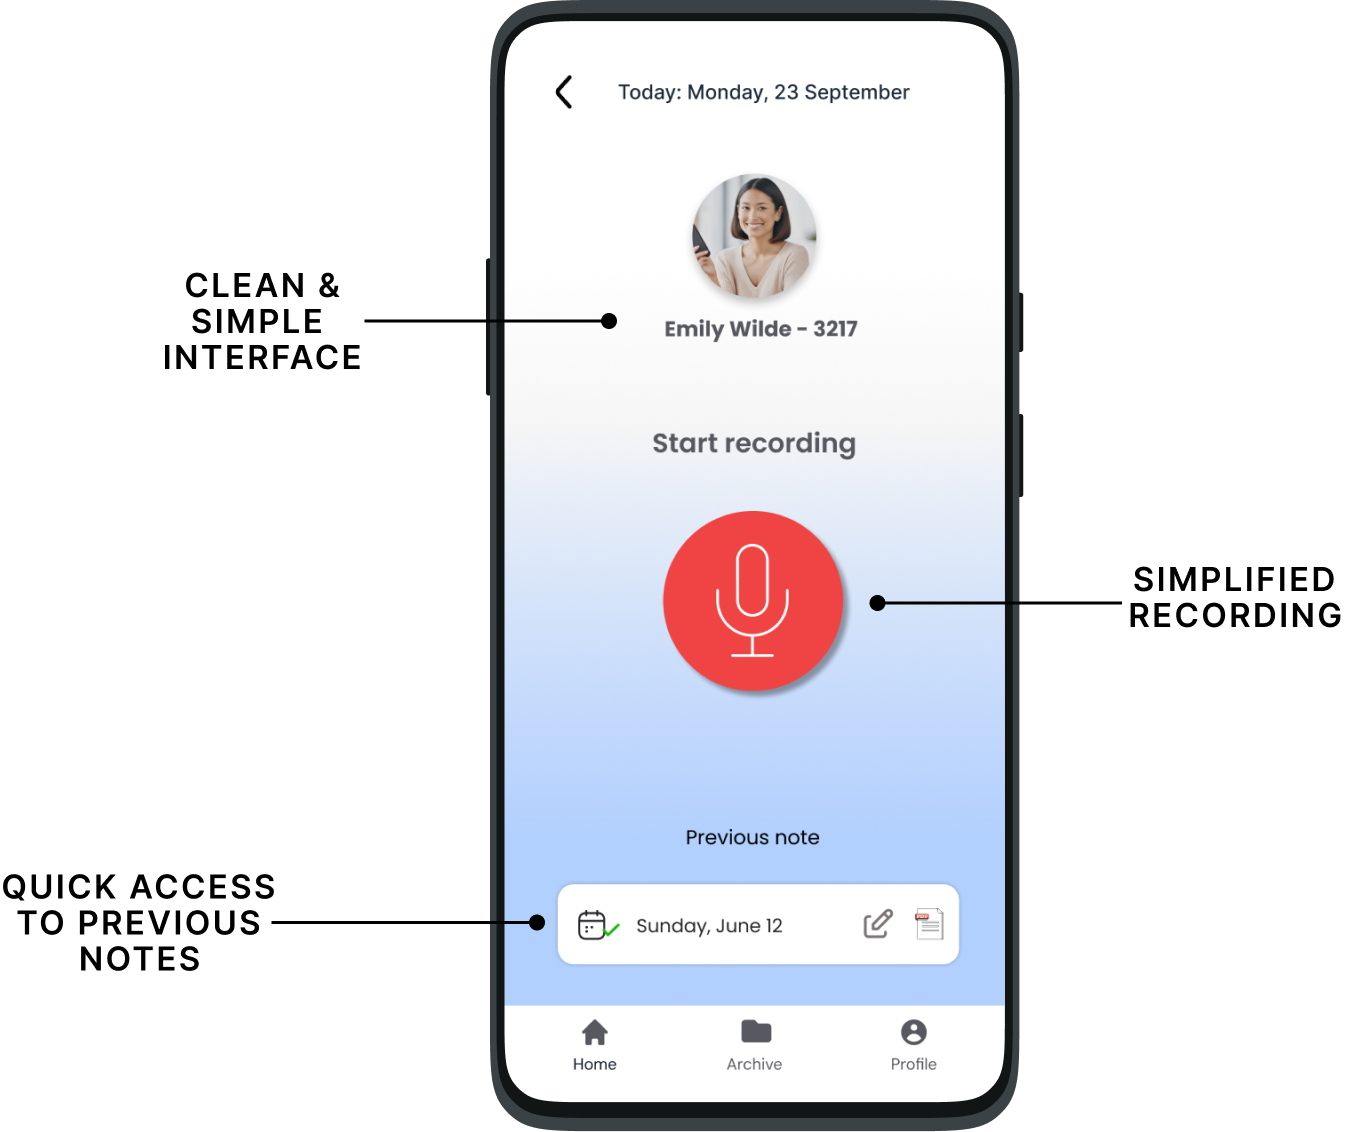 Today: Monday, 23 September
CLEAN &
SIMPLE
INTERFACE
Emily Wilde - 3217
Start recording
SIMPLIFIED
RECORDING
Previous note
QUICK ACCESS
TO PREVIOUS
NOTES
Sunday, June 12
PDF
Home
Archive
Profile